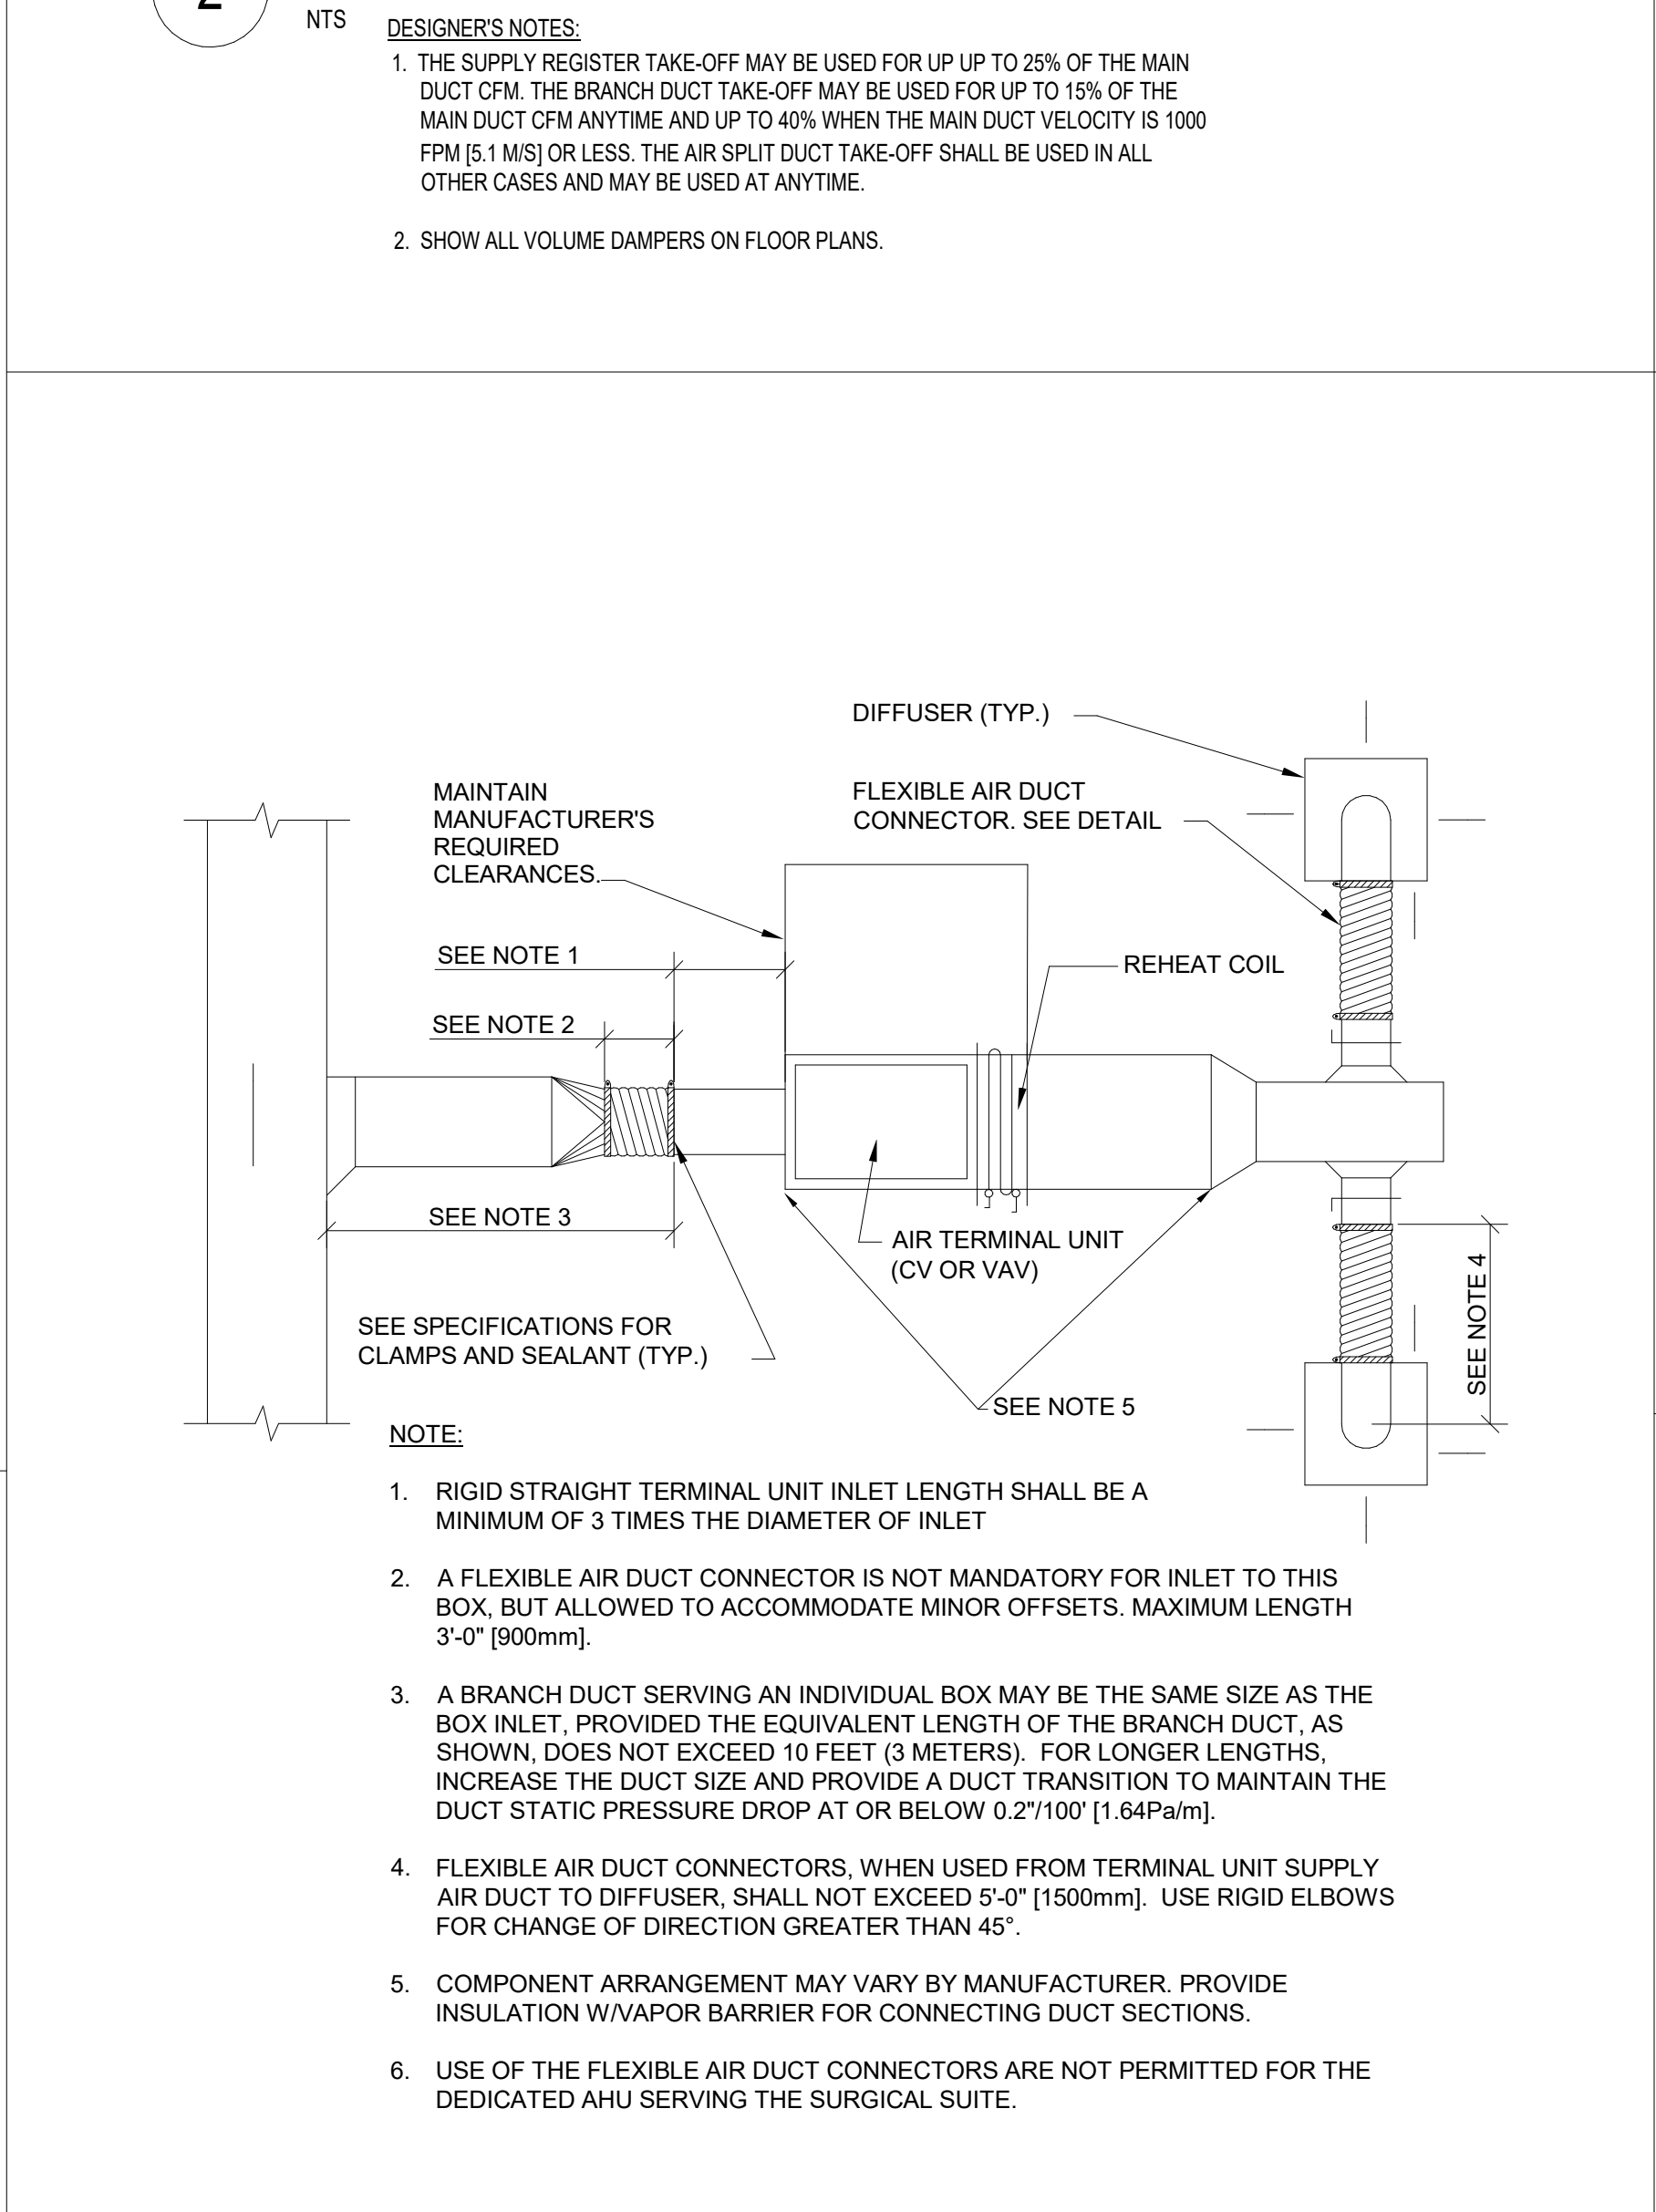 2
NTS
DESIGNER'S NOTES:
1. THE SUPPLY REGISTER TAKE-OFF MAY BE USED FOR UP UP TO 25% OF THE MAIN
DUCT CFM. THE BRANCH DUCT TAKE-OFF MAY BE USED FOR UP TO 15% OF THE
MAIN DUCT CFM ANYTIME AND UP TO 40% WHEN THE MAIN DUCT VELOCITY IS 1000
FPM [5.1 M/S] OR LESS. THE AIR SPLIT DUCT TAKE-OFF SHALL BE USED IN ALL
OTHER CASES AND MAY BE USED AT ANYTIME.
2. SHOW ALL VOLUME DAMPERS ON FLOOR PLANS.
DIFFUSER (TYP.)
MAINTAIN
MANUFACTURER'S
REQUIRED
CLEARANCES.
FLEXIBLE AIR DUCT
CONNECTOR. SEE DETAIL
SEE NOTE 1
REHEAT COIL
SEE NOTE 2
SEE NOTE 3
AIR TERMINAL UNIT
(CV OR VAV)
SEE NOTE 4
SEE SPECIFICATIONS FOR
CLAMPS AND SEALANT (TYP.)
SEE NOTE 5
NOTE:
1. RIGID STRAIGHT TERMINAL UNIT INLET LENGTH SHALL BE A
MINIMUM OF 3 TIMES THE DIAMETER OF INLET
2. A FLEXIBLE AIR DUCT CONNECTOR IS NOT MANDATORY FOR INLET TO THIS
BOX, BUT ALLOWED TO ACCOMMODATE MINOR OFFSETS. MAXIMUM LENGTH
3'-0" [900mm].
3. A BRANCH DUCT SERVING AN INDIVIDUAL BOX MAY BE THE SAME SIZE AS THE
BOX INLET, PROVIDED THE EQUIVALENT LENGTH OF THE BRANCH DUCT, AS
SHOWN, DOES NOT EXCEED 10 FEET (3 METERS). FOR LONGER LENGTHS,
INCREASE THE DUCT SIZE AND PROVIDE A DUCT TRANSITION TO MAINTAIN THE
DUCT STATIC PRESSURE DROP AT OR BELOW 0.2"/100' [1.64Pa/m].
4. FLEXIBLE AIR DUCT CONNECTORS, WHEN USED FROM TERMINAL UNIT SUPPLY
AIR DUCT TO DIFFUSER, SHALL NOT EXCEED 5'-0" [1500mm]. USE RIGID ELBOWS
FOR CHANGE OF DIRECTION GREATER THAN 45°.
5. COMPONENT ARRANGEMENT MAY VARY BY MANUFACTURER. PROVIDE
INSULATION W/VAPOR BARRIER FOR CONNECTING DUCT SECTIONS.
6. USE OF THE FLEXIBLE AIR DUCT CONNECTORS ARE NOT PERMITTED FOR THE
DEDICATED AHU SERVING THE SURGICAL SUITE.